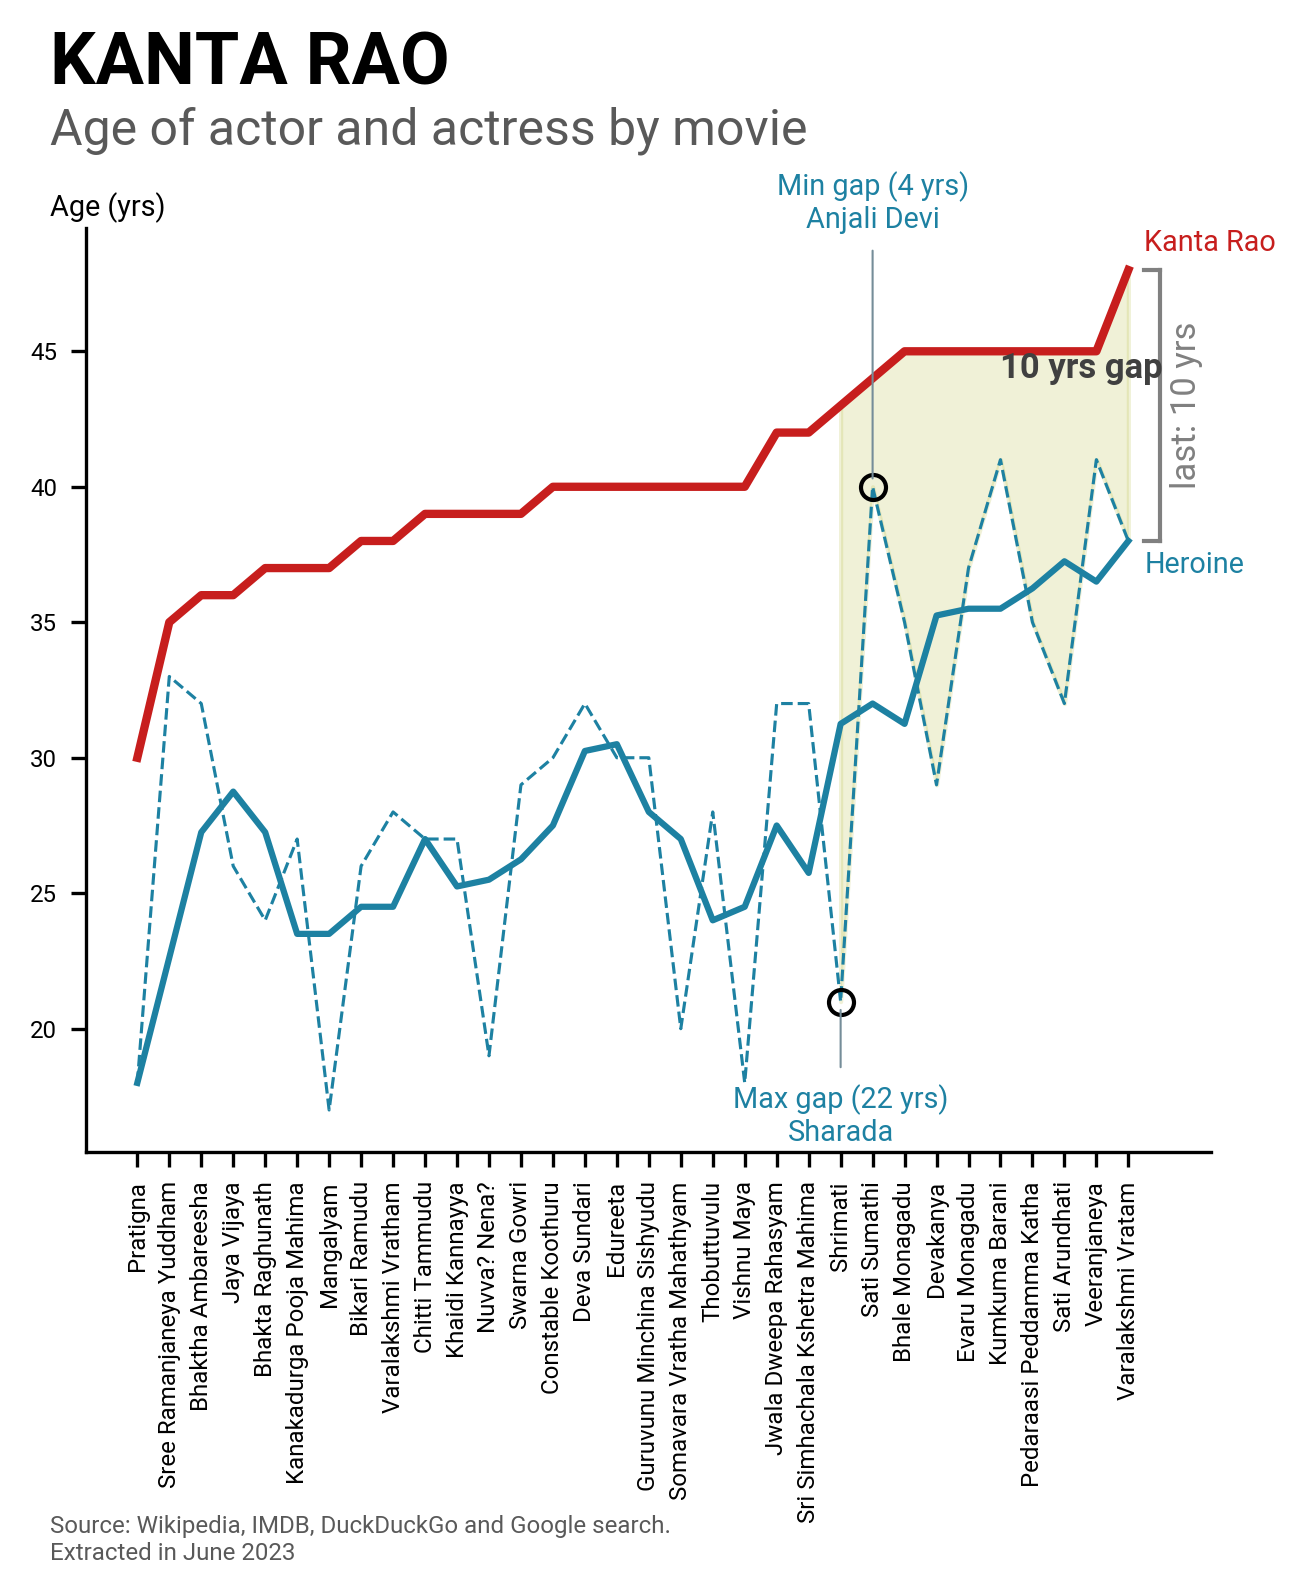 KANTA RAO
Age of actor and actress by movie
Min gap (4 yrs)
Anjali Devi
Age (yrs)
Kanta Rao
45
10 yrs gap
last: 10 yrs
40
Heroine
35
30
25
20
Max gap (22 yrs)
Sharada
Pratigna
Sree Ramanjaneya Yuddham
Bhaktha Ambareesha
Jaya Vijaya
Bhakta Raghunath
Kanakadurga Pooja Mahima
Mangalyam
Bikari Ramudu
Varalakshmi Vratham
Chitti Tammudu
Khaidi Kannayya
Nuvva? Nena?
Swarna Gowri
Constable Koothuru
Deva Sundari
Edureeta
Guruvunu Minchina Sishyudu
Somavara Vratha Mahathyam
Thobuttuvulu
Vishnu Maya
Jwala Dweepa Rahasyam
Sri Simhachala Kshetra Mahima
Shrimati
Sati Sumathi
Bhale Monagadu
Devakanya
Evaru Monagadu
Kumkuma Barani
Pedaraasi Peddamma Katha
Sati Arundhati
Veeranjaneya
Varalakshmi Vratam
Source: Wikipedia, IMDB, DuckDuckGo and Google search.
Extracted in June 2023